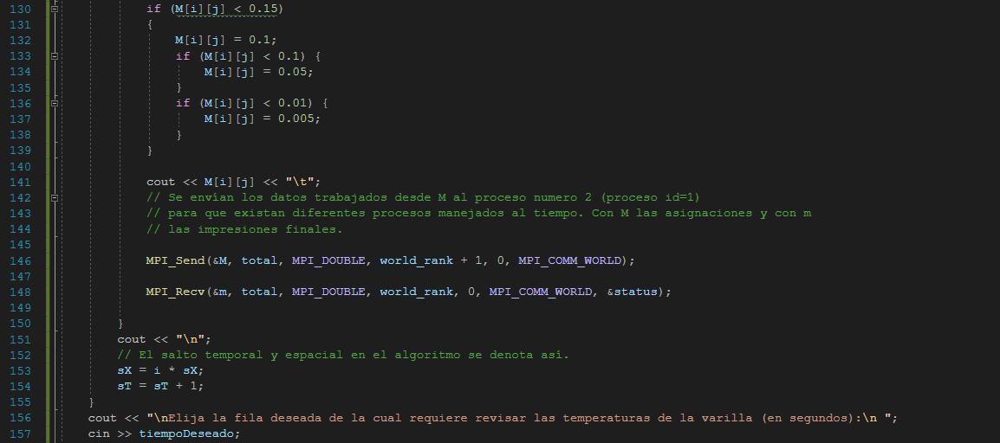 130 if (M[i][j] < 0.15)
131 {
132 M[i][j] = 0.1;
133 if (M[i][j] < 0.1) {
134 M[i][j] = 0.05;
135 }
136 if (M[i][j] < 0.01) {
137 M[i][j] = 0.005;
138 }
139 }
140
141 cout << M[i][j] << "\t";
142 // Se envían los datos trabajados desde M al proceso numero 2 (proceso id=1)
143 // para que existan diferentes procesos manejados al tiempo. Con M las asignaciones y con m
144 // las impresiones finales.
145
146 MPI_Send(&M, total, MPI_DOUBLE, world_rank + 1, 0, MPI_COMM_WORLD);
147
148 MPI_Recv(&m, total, MPI_DOUBLE, world_rank, 0, MPI_COMM_WORLD, &status);
149
150 }
151 cout << "\n";
152 // El salto temporal y espacial en el algoritmo se denota así.
153 sX = i * sX;
154 sT = sT + 1;
155 }
156 cout << "\nElija la fila deseada de la cual requiere revisar las temperaturas de la varilla (en segundos):\n ";
157 cin >> tiempoDeseado;